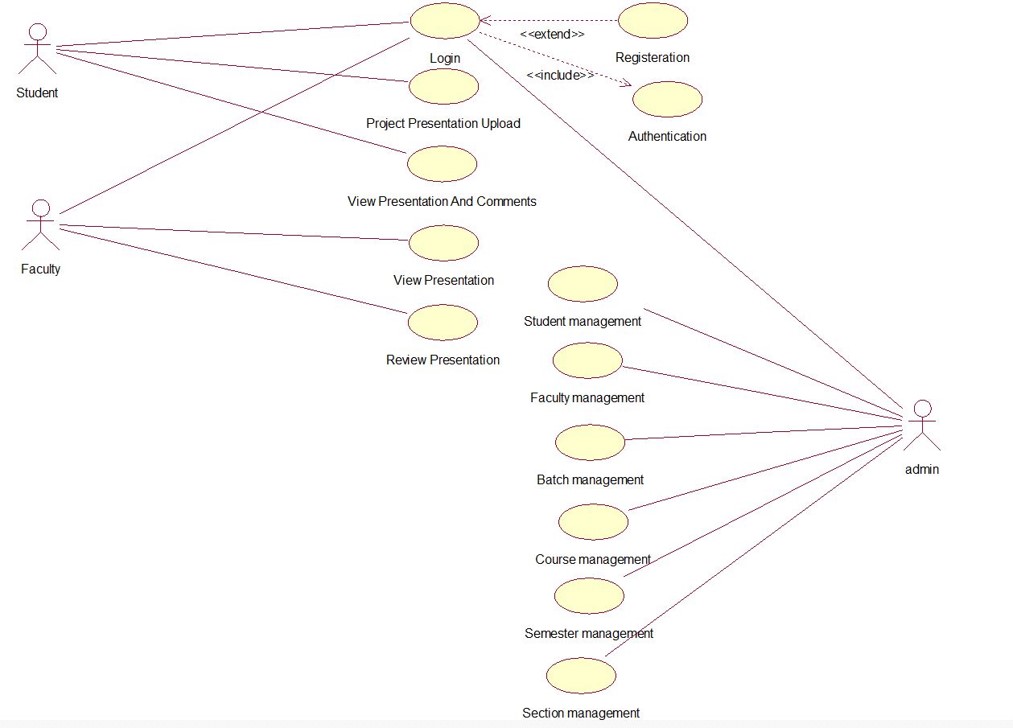 <<extend>>
Login
Registeration
<<include>>
Student
Project Presentation Upload
Authentication
View Presentation And Comments
Faculty
View Presentation
Student management
Review Presentation
Faculty management
admin
Batch management
Course management
Semester management
Section management